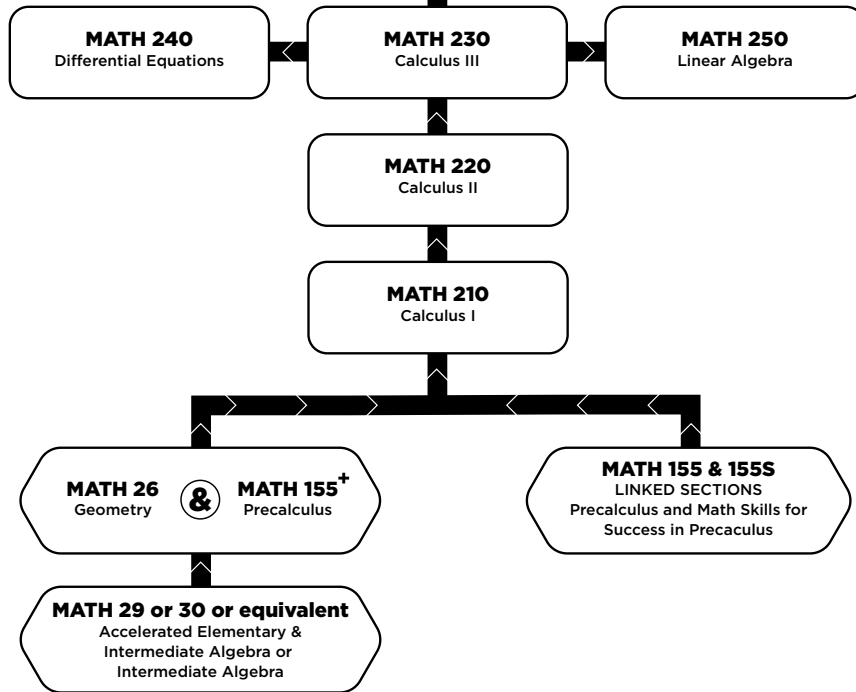 MATH 240
Differential Equations
MATH 230
Calculus III
MATH 250
Linear Algebra
MATH 220
Calculus II
MATH 210
Calculus I
MATH 26
Geometry
&
MATH 155+
Precalculus
MATH 155 & 155S
LINKED SECTIONS
Precalculus and Math Skills for
Success in Precaculus
MATH 29 or 30 or equivalent
Accelerated Elementary &
Intermediate Algebra or
Intermediate Algebra